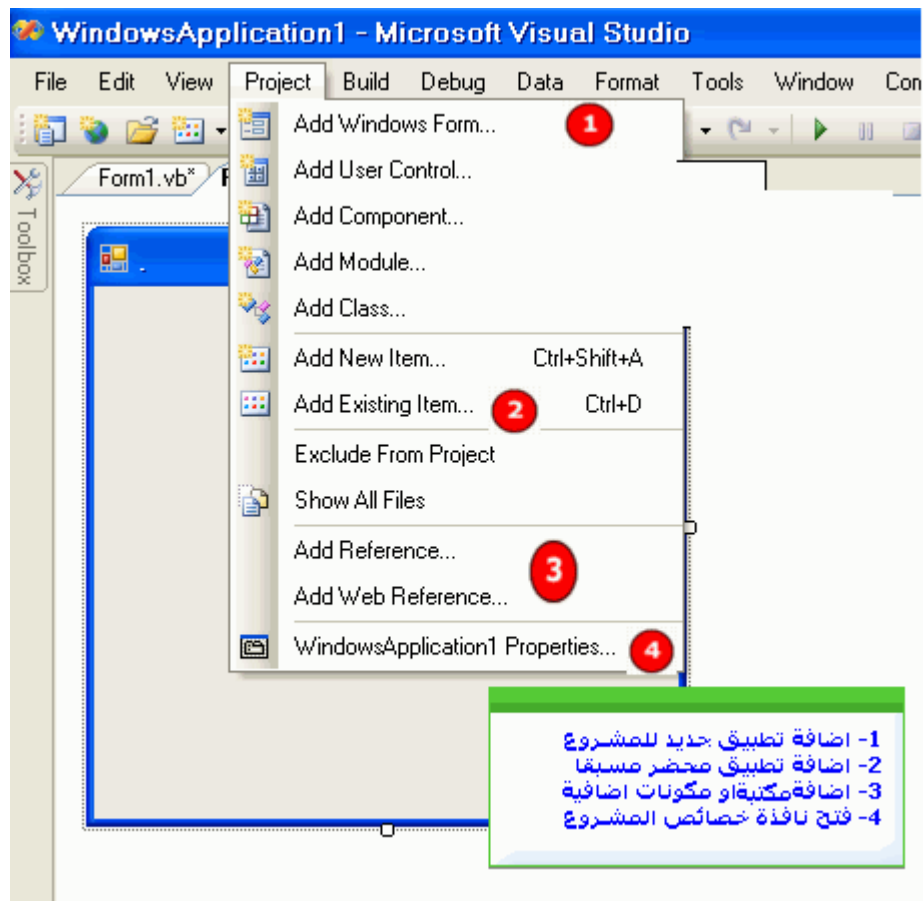 WindowsApplication1 - Microsoft Visual Studio
File Edit View Project Build Debug Data Format Tools Window Con
Toolbox
Form1.vb*
.
Add Windows Form... 1
Add User Control...
Add Component...
Add Module...
Add Class...
Add New Item... Ctrl+Shift+A
Add Existing Item... 2 Ctrl+D
Exclude From Project
Show All Files
Add Reference...
3
Add Web Reference...
WindowsApplication1 Properties... 4
1- اضافة تطبيق جديد للمشروع
2- اضافة تطبيق محضر مسبقا
3- اضافةمكتبةاو مكونات اضافية
4- فتح نافذة خصائص المشروع